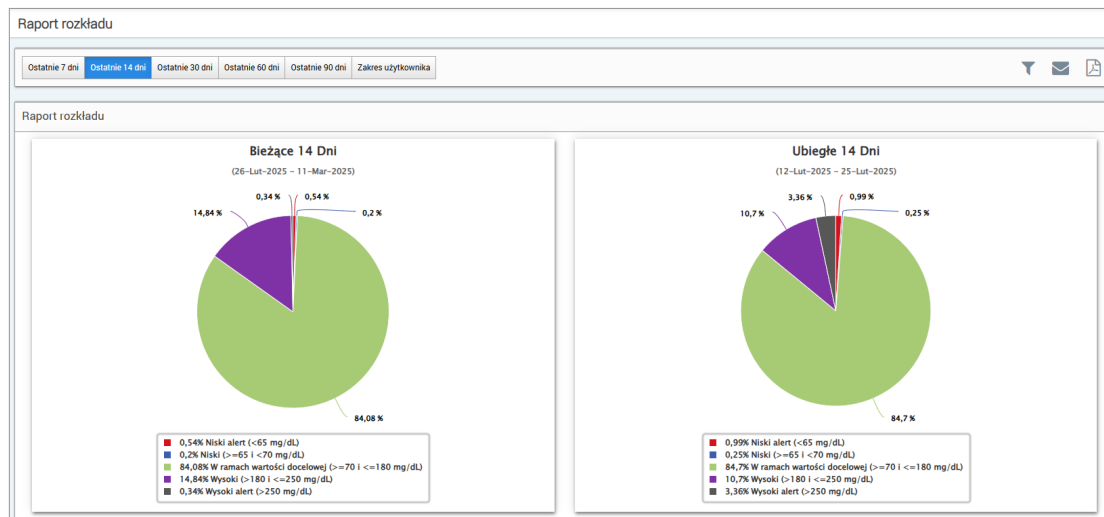 Raport rozkładu
Ostatnie 7 dni Ostatnie 14 dni Ostatnie 30 dni Ostatnie 60 dni Ostatnie 90 dni Zakres użytkownika
Raport rozkładu
Bieżące 14 Dni
(26-Lut-2025 - 11-Mar-2025)
0,34 % 0,54 %
14,84 % 0,2 %
84,08 %
0,54% Niski alert (<65 mg/dL)
0,2% Niski (>=65 i <70 mg/dL)
84,08% W ramach wartości docelowej (>=70 i <=180 mg/dL)
14,84% Wysoki (>180 i <=250 mg/dL)
0,34% Wysoki alert (>250 mg/dL)
Ubiegłe 14 Dni
(12-Lut-2025 - 25-Lut-2025)
3,36 % 0,99 %
10,7 % 0,25 %
84,7 %
0,99% Niski alert (<65 mg/dL)
0,25% Niski (>=65 i <70 mg/dL)
84,7% W ramach wartości docelowej (>=70 i <=180 mg/dL)
10,7% Wysoki (>180 i <=250 mg/dL)
3,36% Wysoki alert (>250 mg/dL)